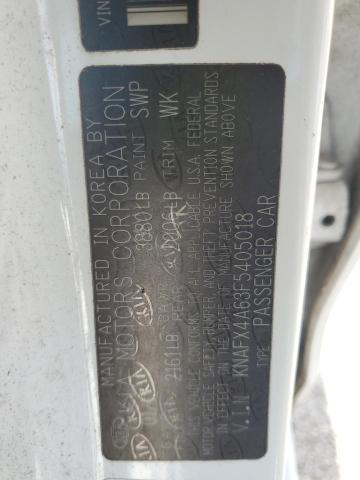 VIN
MANUFACTURED IN KOREA BY
KIA MOTORS CORPORATION
3880LB PAINT SWP
2161LB TRIM WK
THIS VEHICLE CONFORMS TO ALL APPLICABLE U.S.A. FEDERAL
MOTOR VEHICLE SAFETY, BUMPER, AND THEFT PREVENTION STANDARDS
IN EFFECT ON THE DATE OF MANUFACTURE SHOWN ABOVE
V.I.N KNAFX4A63F5405018
TYPE PASSENGER CAR